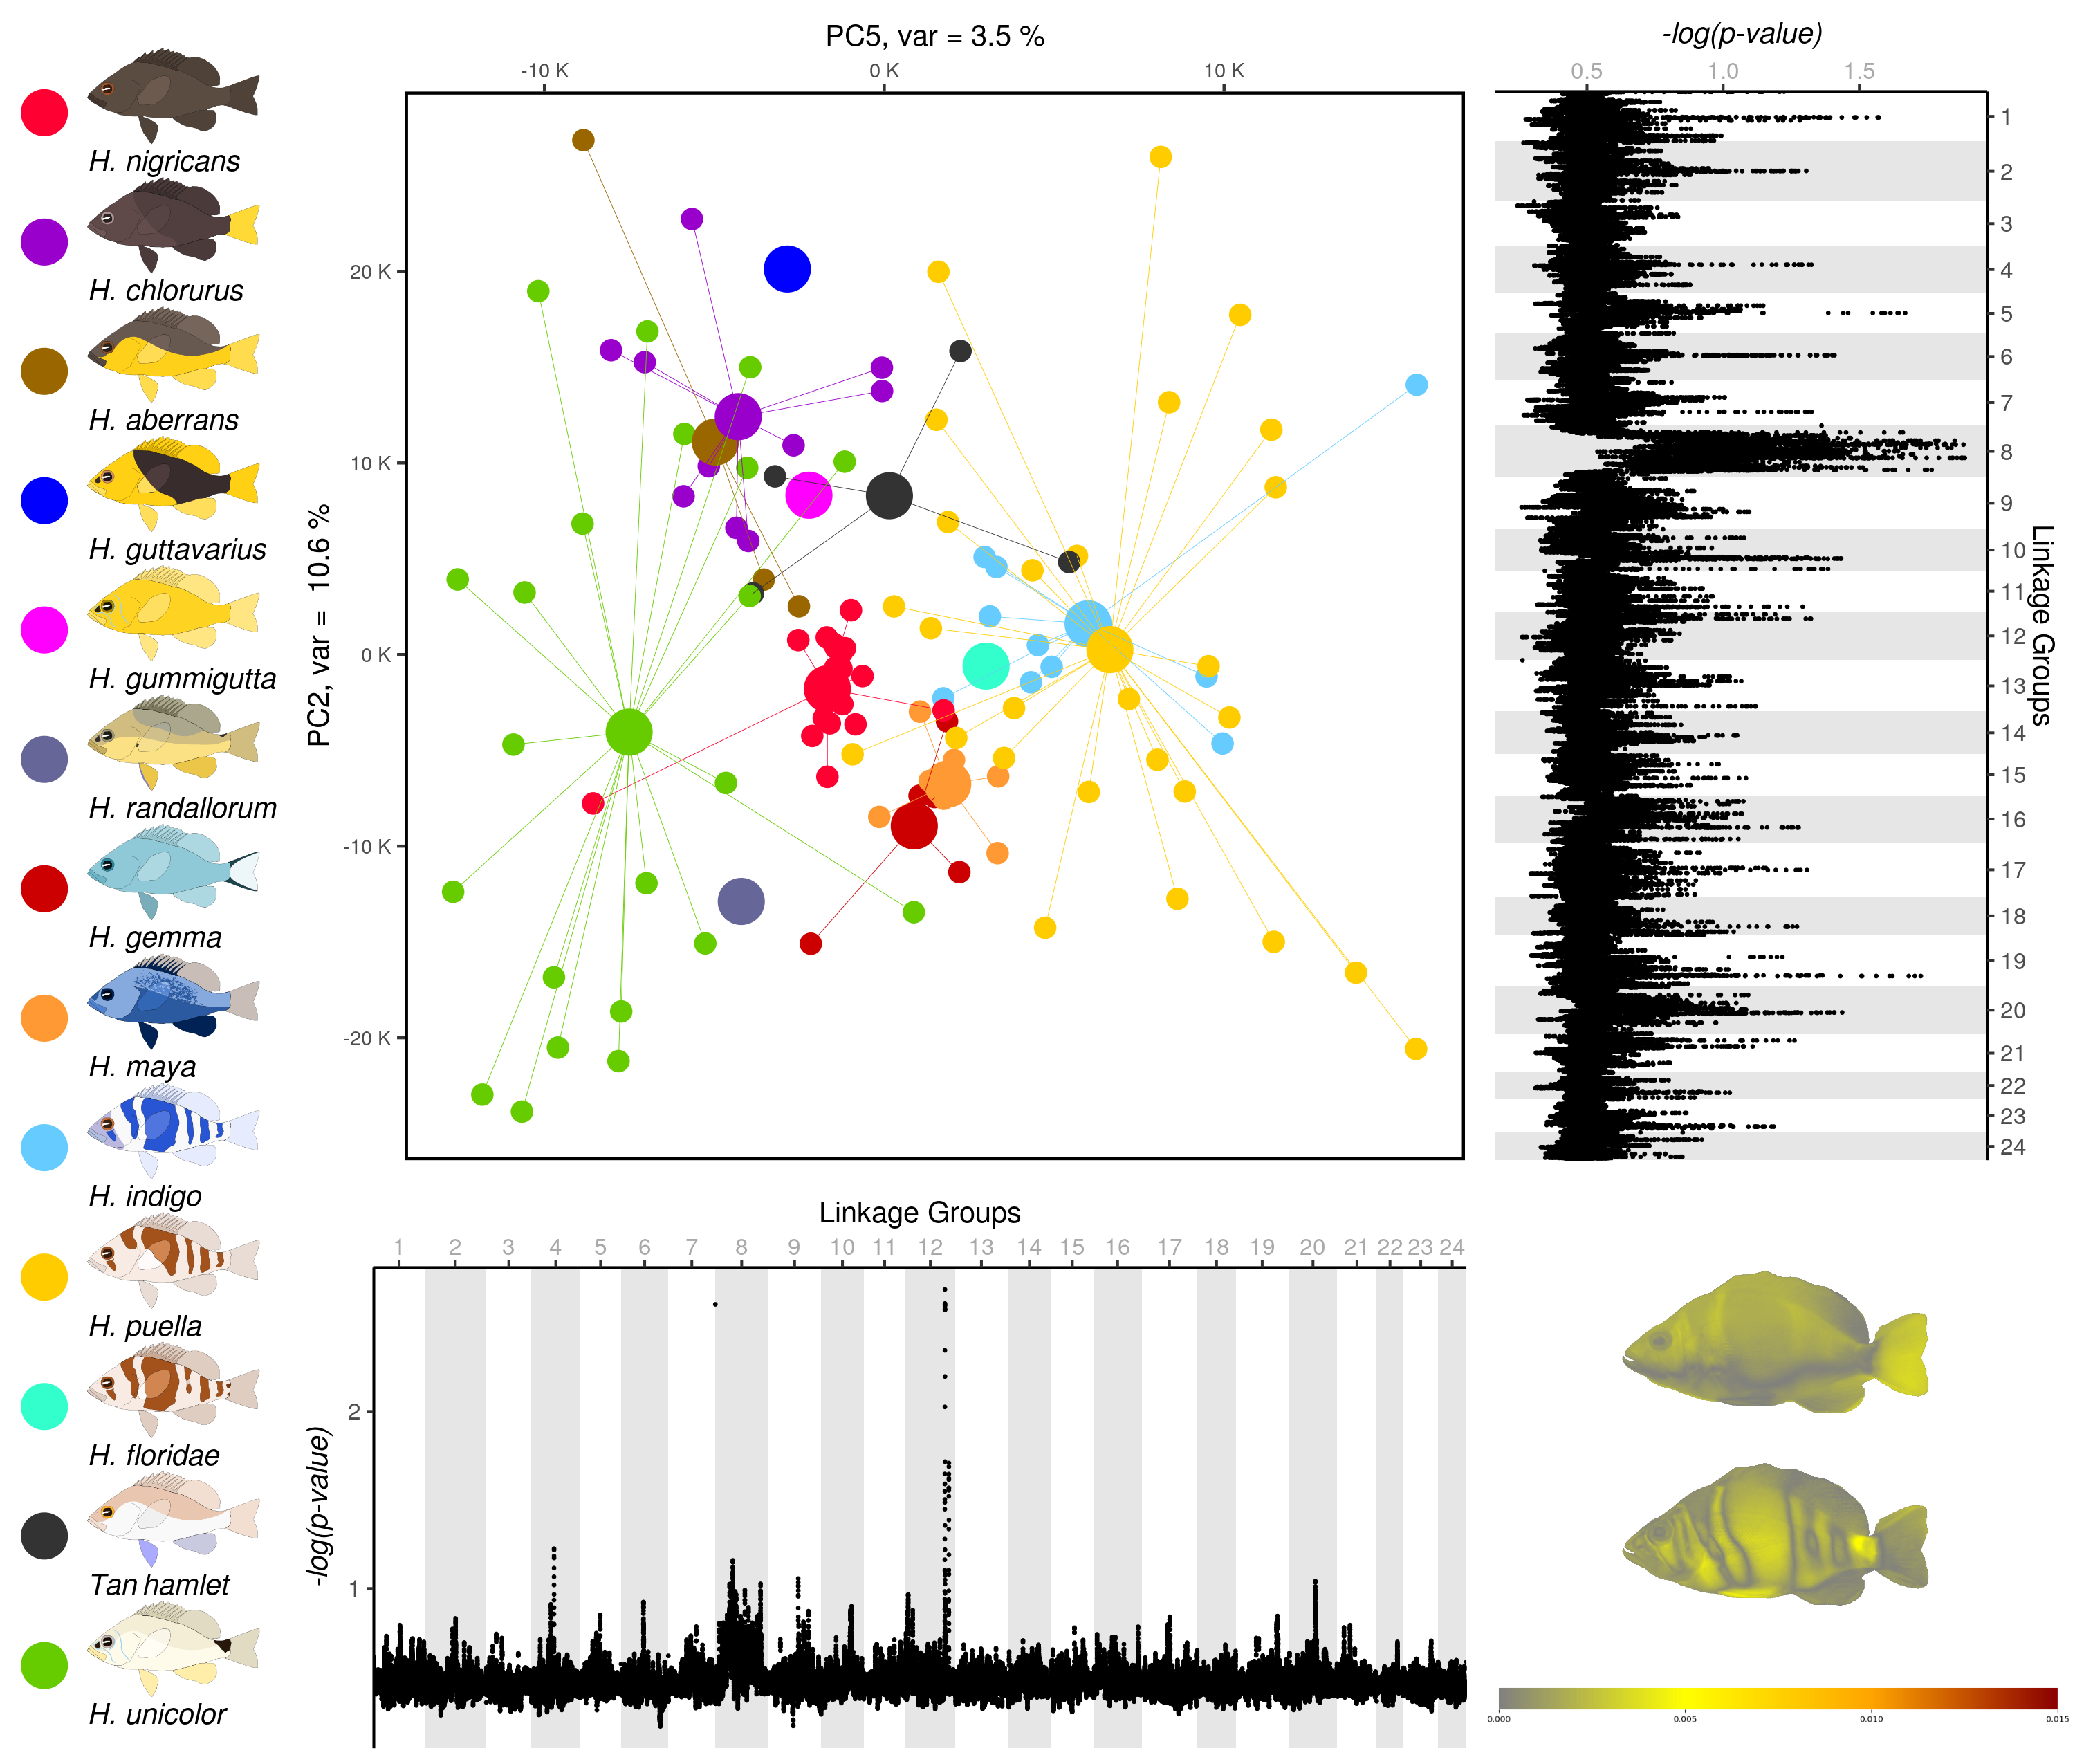 H. nigricans
H. chlorurus
H. aberrans
H. guttavarius
H. gummigutta
H. randallorum
H. gemma
H. maya
H. indigo
H. puella
H. floridae
Tan hamlet
H. unicolor
PC5, var = 3.5 %
-10 K 0 K 10 K
PC2, var = 10.6 %
20 K
10 K
0 K
-10 K
-20 K
-log(p-value)
0.5 1.0 1.5
1
2
3
4
5
6
7
8
9
10
11
12
13
14
15
16
17
18
19
20
21
22
23
24
Linkage Groups
Linkage Groups
1 2 3 4 5 6 7 8 9 10 11 12 13 14 15 16 17 18 19 20 21 22 23 24
-log(p-value)
2
1
0.000 0.005 0.010 0.015